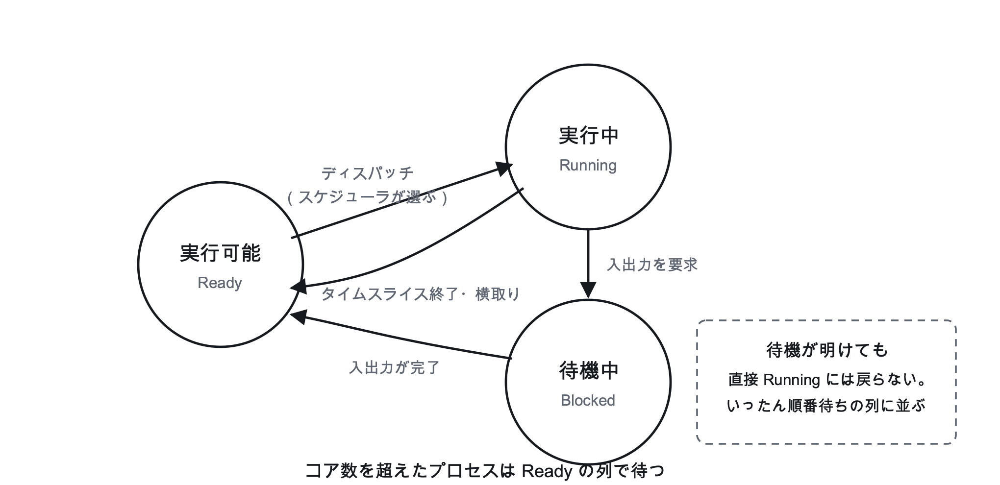 実行中
Running
ディスパッチ
(スケジューラが選ぶ)
実行可能
Ready
入出力を要求
タイムスライス終了・横取り
入出力が完了
待機中
Blocked
待機が明けても
直接 Running には戻らない。
いったん順番待ちの列に並ぶ
コア数を超えたプロセスは Ready の列で待つ